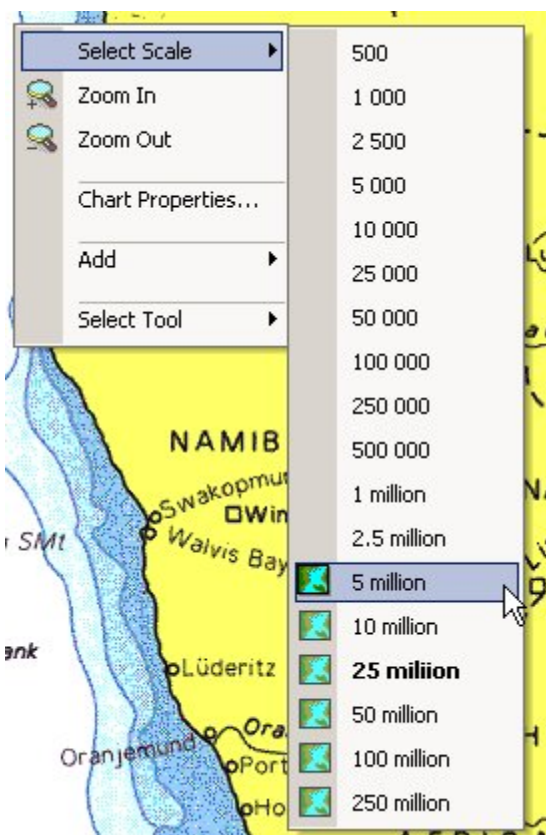 Select Scale
Zoom In
Zoom Out
Chart Properties...
Add
Select Tool
500
1 000
2 500
5 000
10 000
25 000
50 000
100 000
250 000
500 000
1 million
2.5 million
5 million
10 million
25 miliion
50 million
100 million
250 million
NAMIB
Swakopmu
Win
Walvis Bay
SMt
ank
Lüderitz
Ora
Oranjemund
Port
Ho